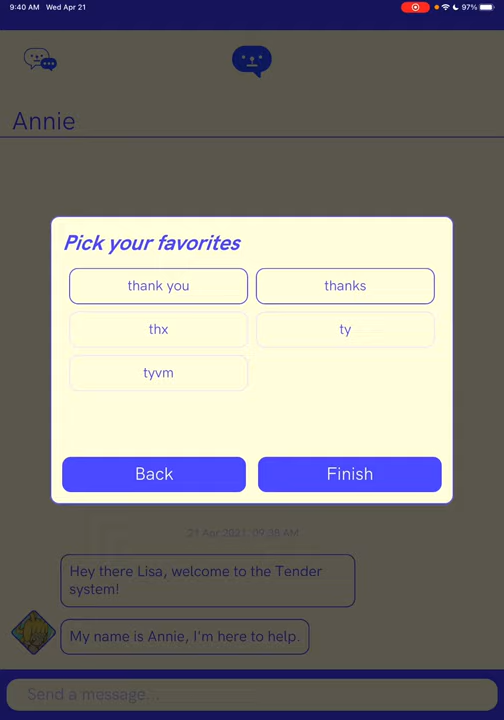 9:40 AM Wed Apr 21
97%
Annie
Pick your favorites
thank you
thanks
thx
ty
tyvm
Back
Finish
21 Apr 2021, 09:38 AM
Hey there Lisa, welcome to the Tender
system!
My name is Annie, I'm here to help.
Send a message...